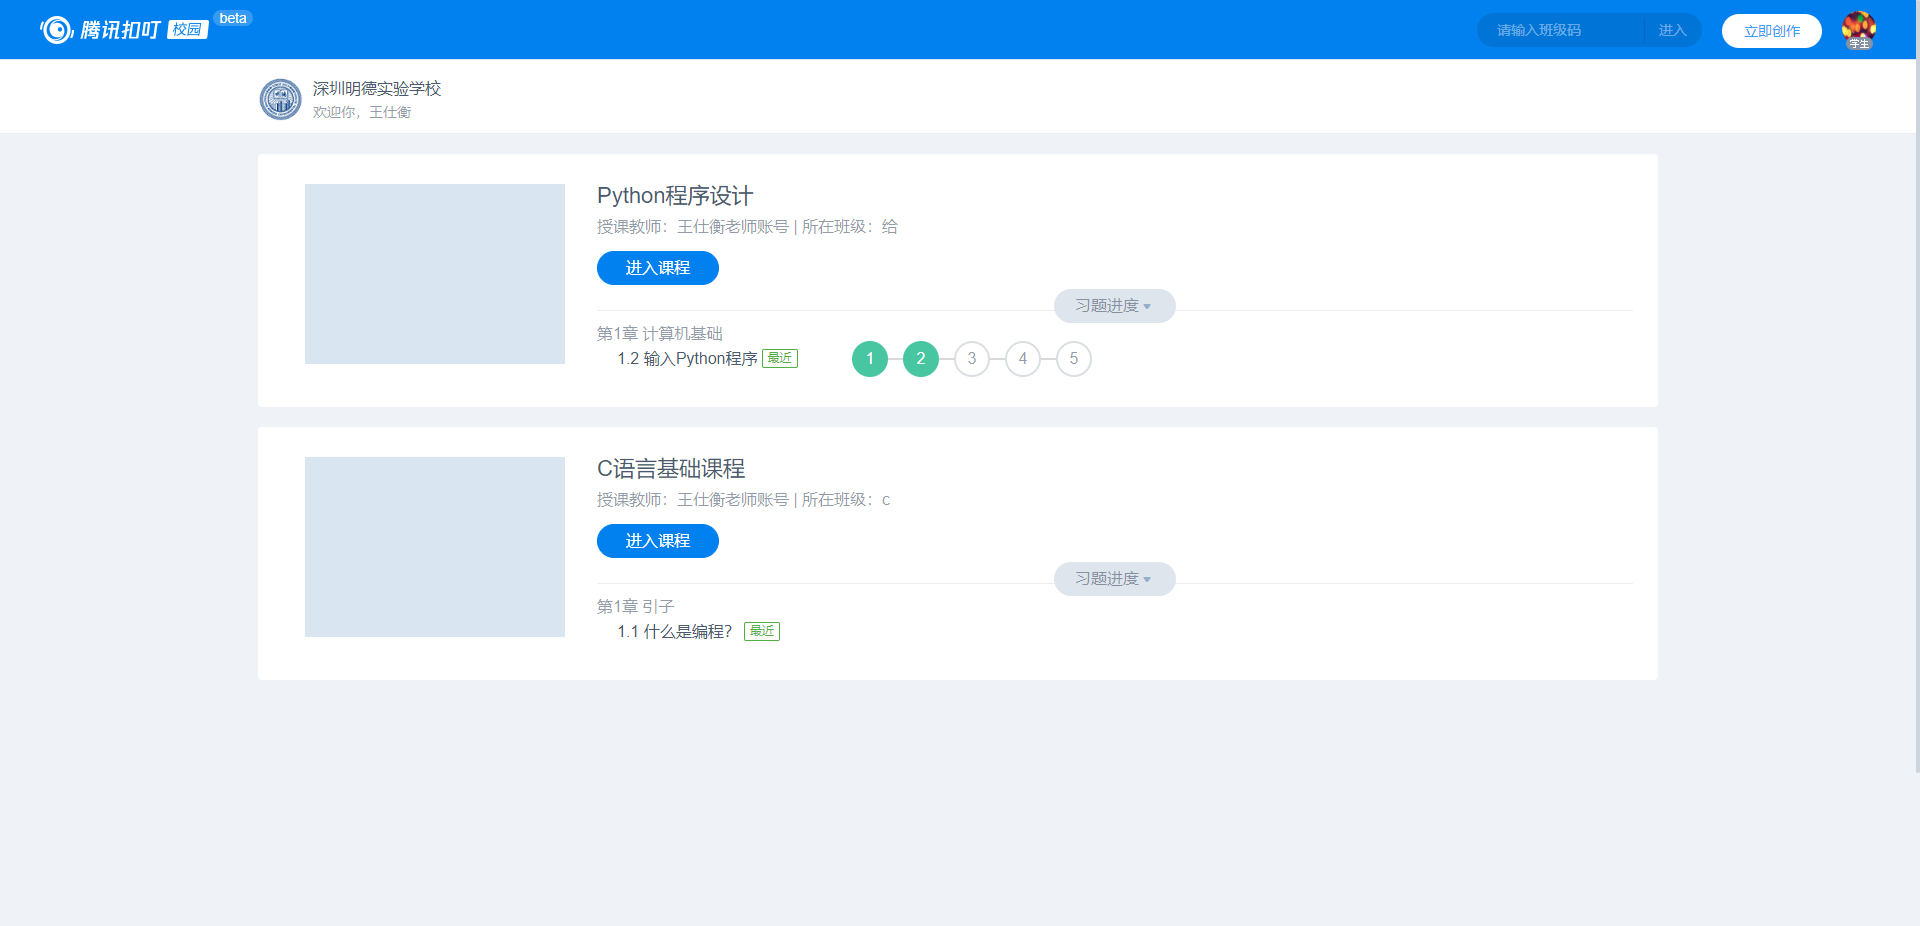 腾讯扣叮 校园 beta
请输入班级码 进入 立即创作 学生
深圳明德实验学校
欢迎你，王仕衡
Python程序设计
授课教师：王仕衡老师账号 | 所在班级：给
进入课程
习题进度
第1章 计算机基础
1.2 输入Python程序 最近 1 2 3 4 5
C语言基础课程
授课教师：王仕衡老师账号 | 所在班级：c
进入课程
习题进度
第1章 引子
1.1 什么是编程？ 最近